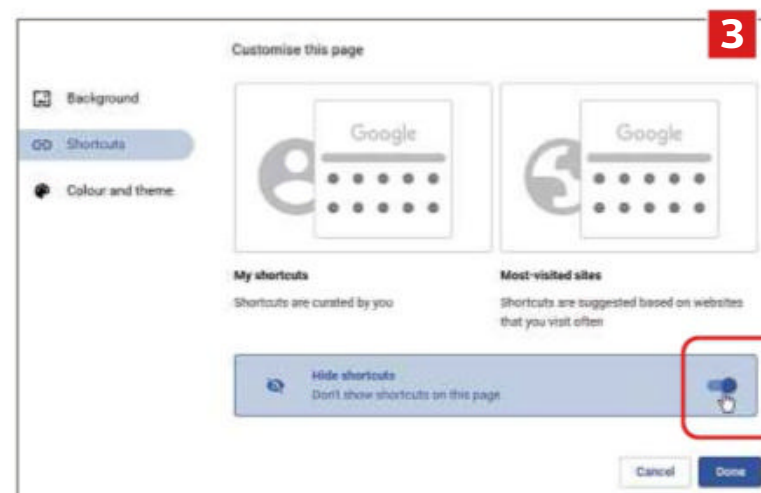 3
Customise this page
Background
Shortcuts
Colour and theme
Google
Google
My shortcuts
Shortcuts are curated by you
Most-visited sites
Shortcuts are suggested based on websites
that you visit often
Hide shortcuts
Don't show shortcuts on this page
Cancel
Done